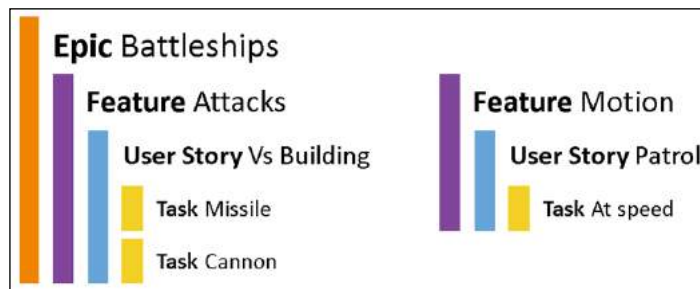 Epic Battleships
Feature Attacks
User Story Vs Building
Task Missile
Task Cannon
Feature Motion
User Story Patrol
Task At speed